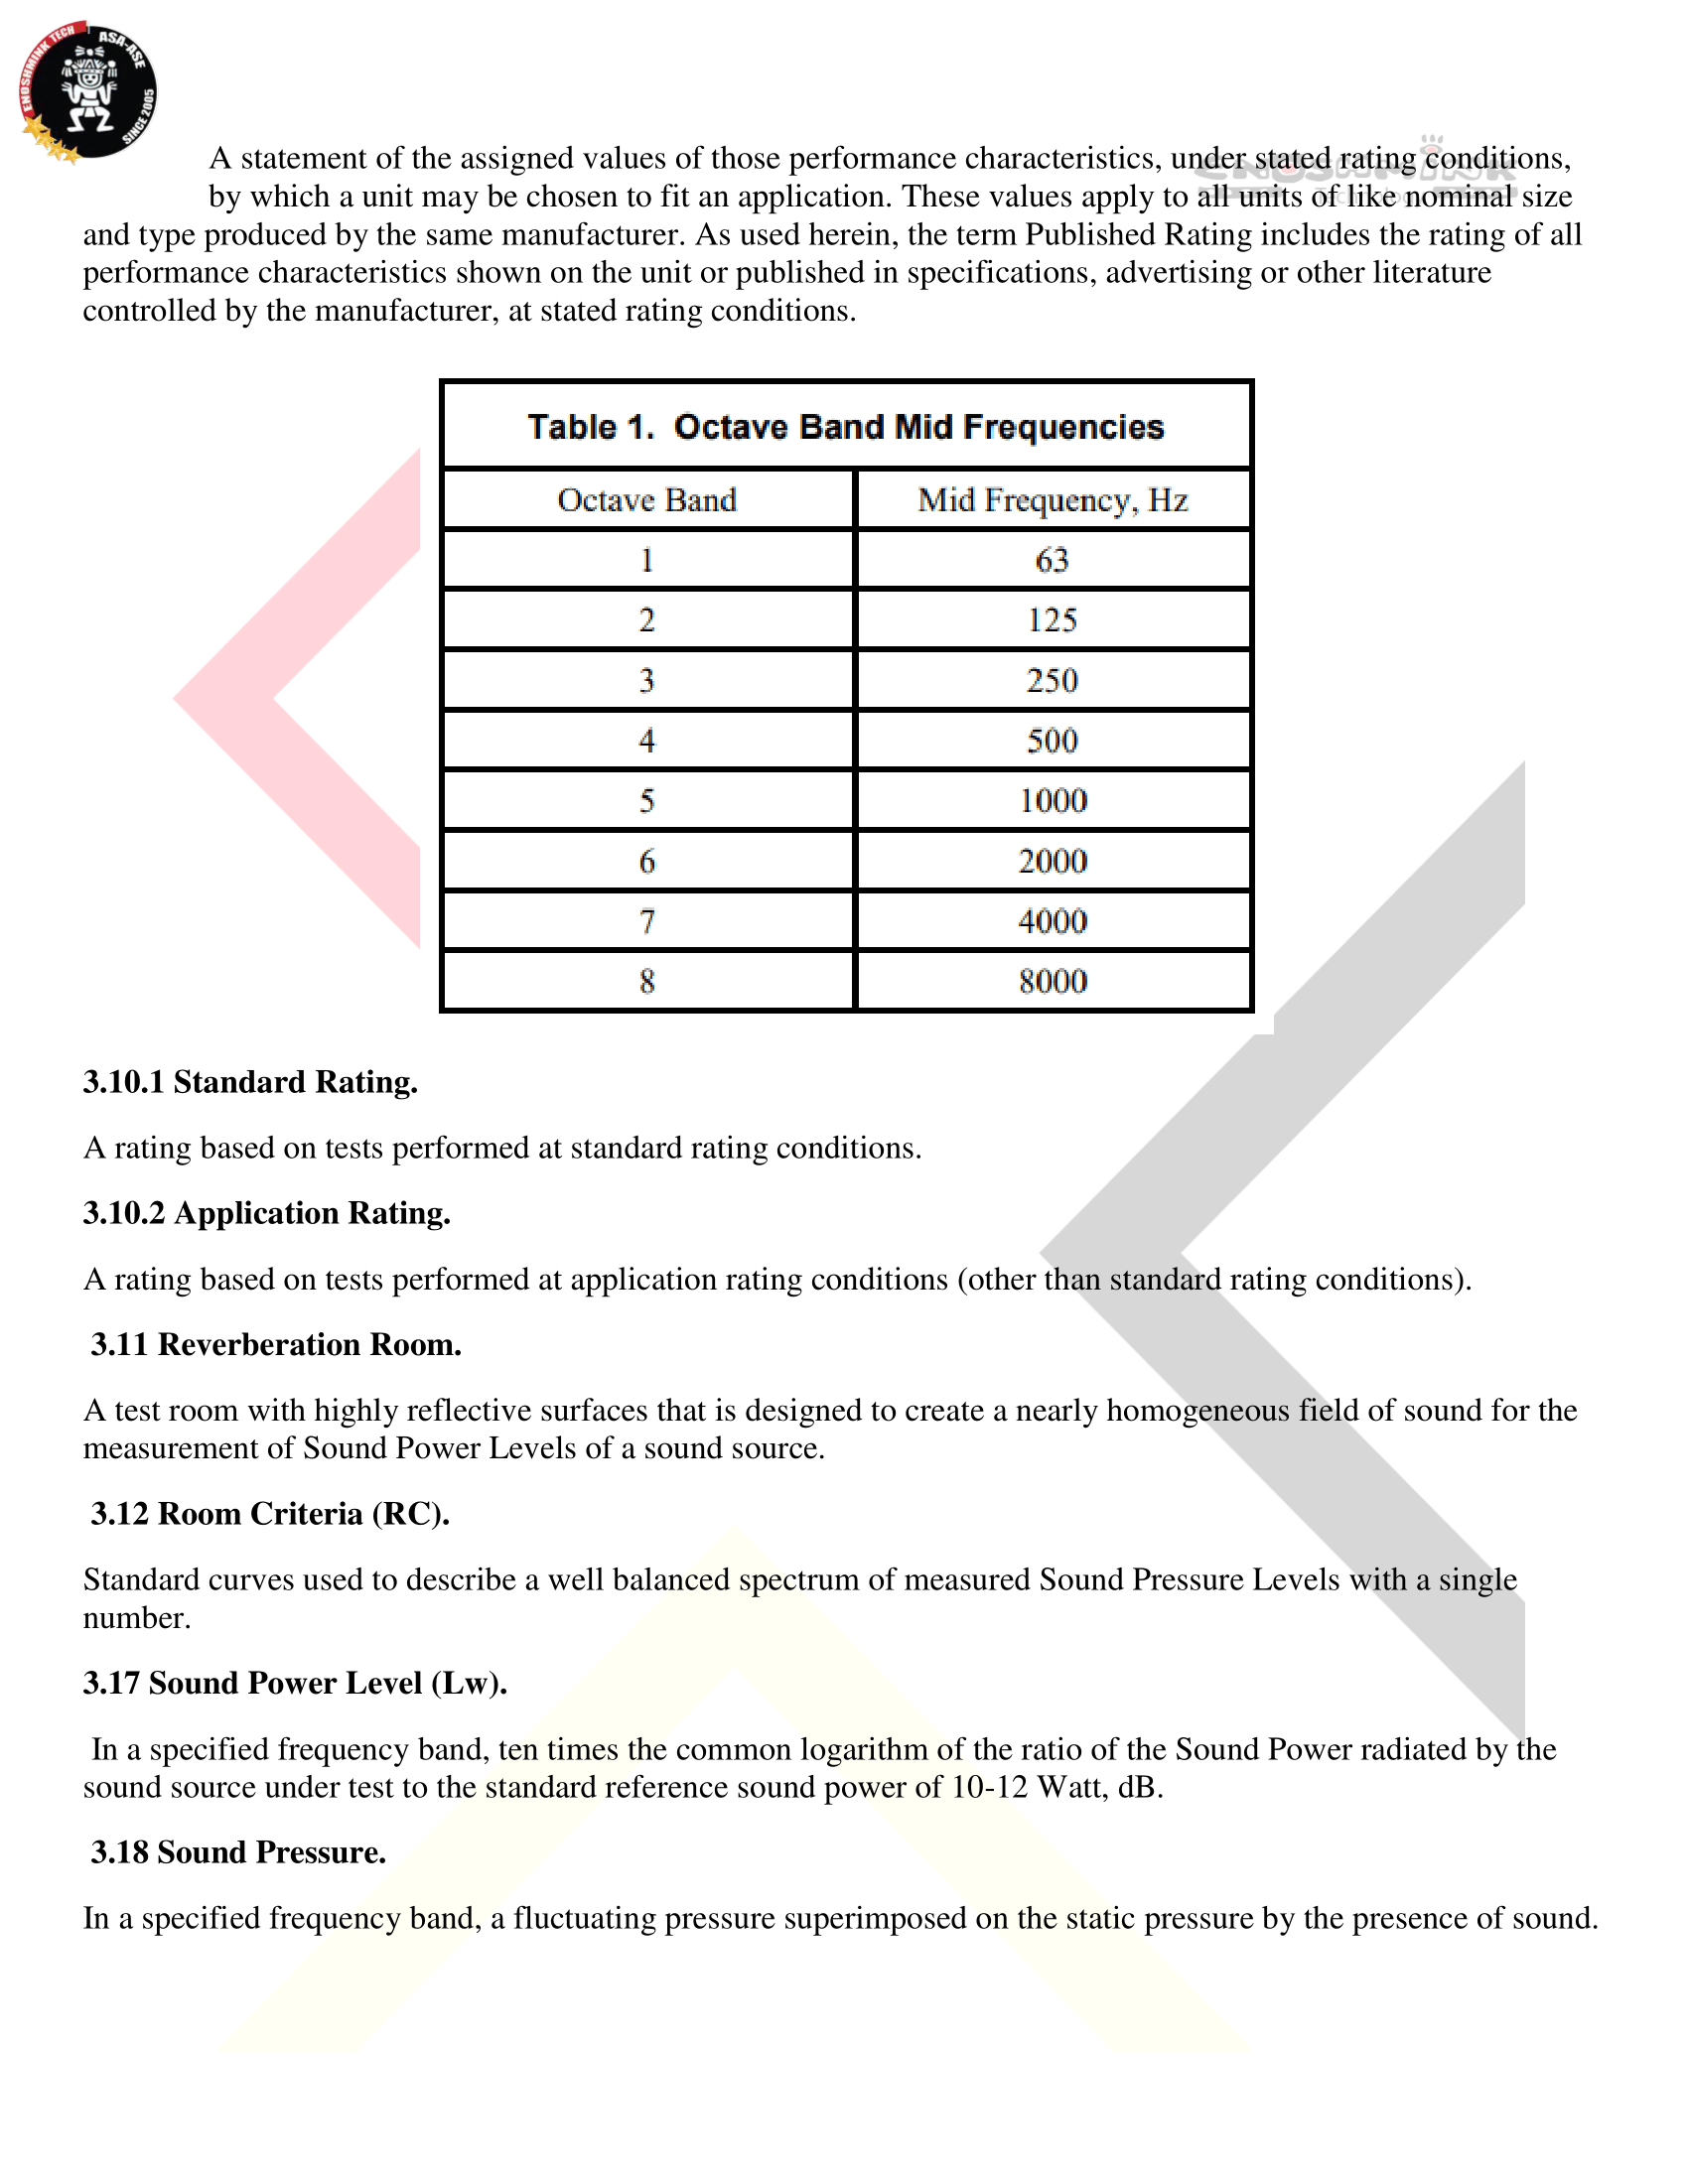 ENOSHMINK TECH
ASA-ASE
SINCE 2005
ENOSHMINK
Technology
A statement of the assigned values of those performance characteristics, under stated rating conditions,
by which a unit may be chosen to fit an application. These values apply to all units of like nominal size
and type produced by the same manufacturer. As used herein, the term Published Rating includes the rating of all
performance characteristics shown on the unit or published in specifications, advertising or other literature
controlled by the manufacturer, at stated rating conditions.
Table 1. Octave Band Mid Frequencies
Octave Band Mid Frequency, Hz
1 63
2 125
3 250
4 500
5 1000
6 2000
7 4000
8 8000
3.10.1 Standard Rating.
A rating based on tests performed at standard rating conditions.
3.10.2 Application Rating.
A rating based on tests performed at application rating conditions (other than standard rating conditions).
3.11 Reverberation Room.
A test room with highly reflective surfaces that is designed to create a nearly homogeneous field of sound for the
measurement of Sound Power Levels of a sound source.
3.12 Room Criteria (RC).
Standard curves used to describe a well balanced spectrum of measured Sound Pressure Levels with a single
number.
3.17 Sound Power Level (Lw).
In a specified frequency band, ten times the common logarithm of the ratio of the Sound Power radiated by the
sound source under test to the standard reference sound power of 10-12 Watt, dB.
3.18 Sound Pressure.
In a specified frequency band, a fluctuating pressure superimposed on the static pressure by the presence of sound.